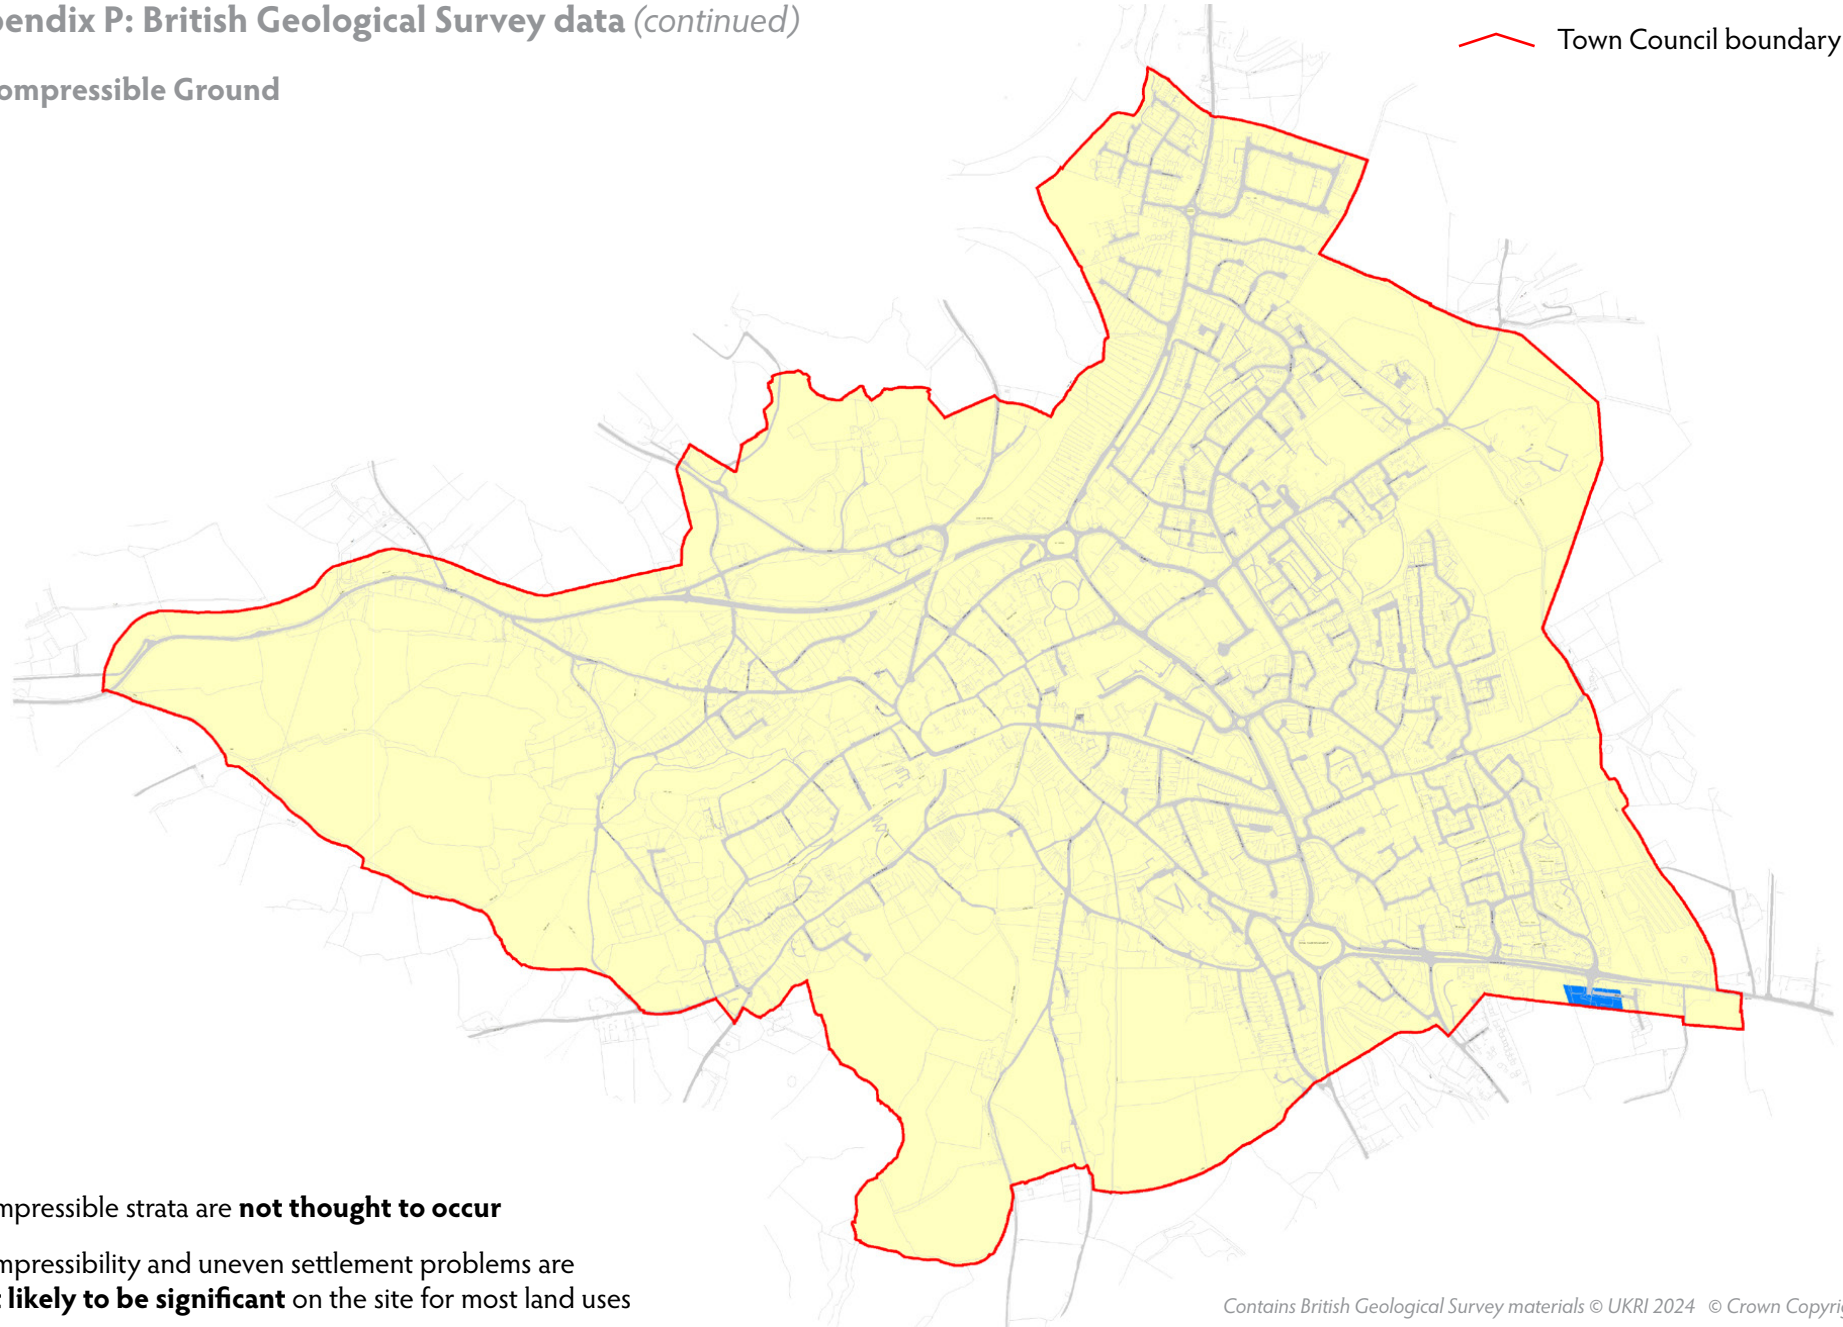 pendix P: British Geological Survey data (continued)
Town Council boundary
ompressible Ground
mpressible strata are not thought to occur
mpressibility and uneven settlement problems are
t likely to be significant on the site for most land uses
Contains British Geological Survey materials © UKRI 2024 © Crown Copyrig